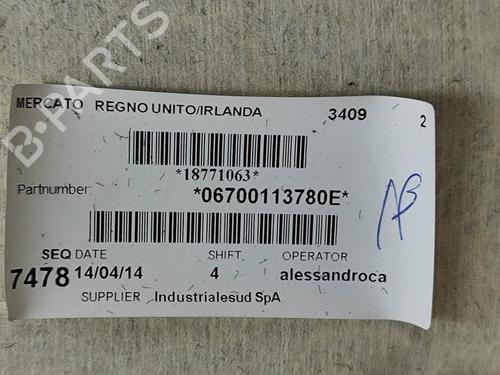 MERCATO REGNO UNITO/IRLANDA 3409 2
*18771063*
Partnumber *06700113780E*
SEQ DATE SHIFT OPERATOR
7478 14/04/14 4 alessandroca
SUPPLIER Industrialesud SpA
B-PARTS